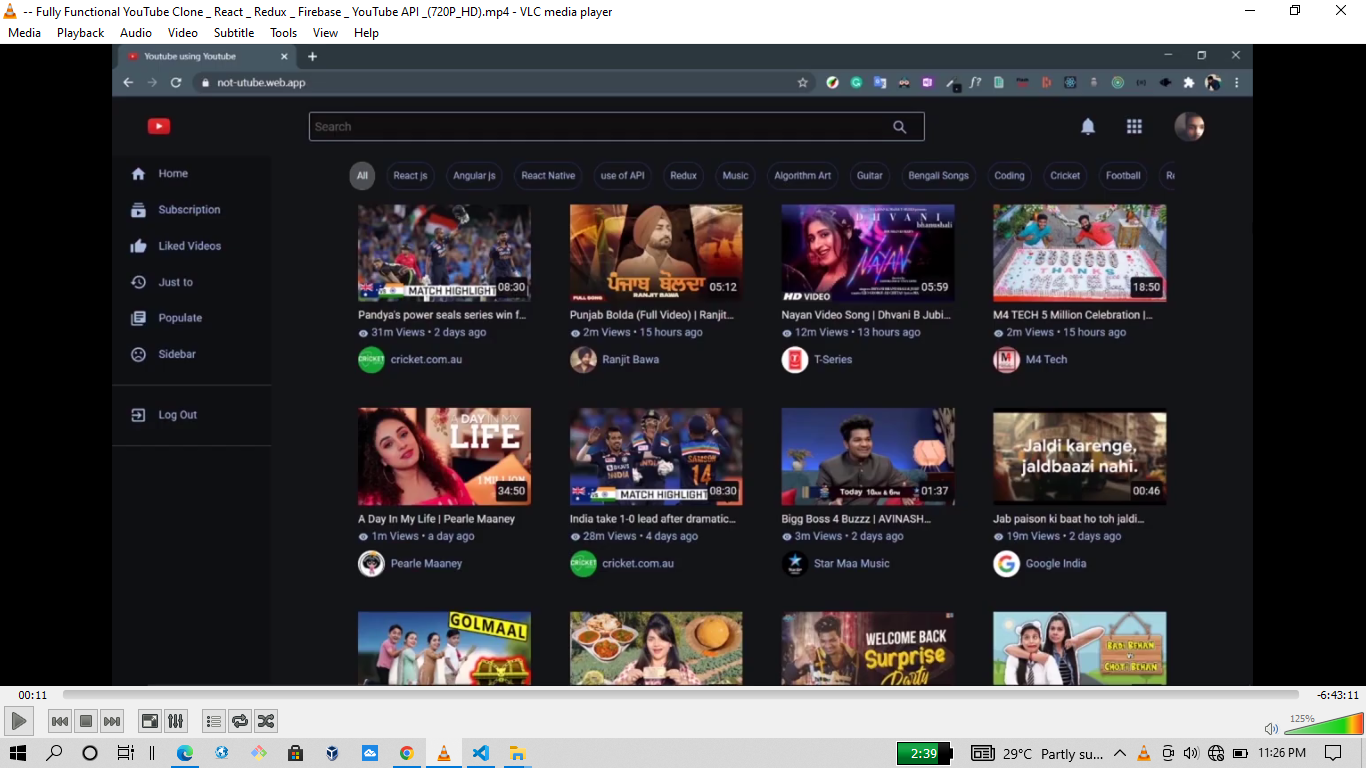 -- Fully Functional YouTube Clone _ React _ Redux _ Firebase _ YouTube API _(720P_HD).mp4 - VLC media player
Media Playback Audio Video Subtitle Tools View Help
Youtube using Youtube
not-utube.web.app
Search
Home
Subscription
Liked Videos
Just to
Populate
Sidebar
Log Out
All React js Angular js React Native use of API Redux Music Algorithm Art Guitar Bengali Songs Coding Cricket Football
MATCH HIGHLIGHT 08:30
ਪੰਜਾਬ ਬੋਲਦਾ
RANJIT BAWA
FULL SONG
05:12
DHVANI
bhanushali
NAYAN
HD VIDEO 05:59
THANKS
18:50
Pandya's power seals series win f...
31m Views • 2 days ago
cricket.com.au
Punjab Bolda (Full Video) | Ranjit...
2m Views • 15 hours ago
Ranjit Bawa
Nayan Video Song | Dhvani B Jubi...
12m Views • 13 hours ago
T-Series
M4 TECH 5 Million Celebration |...
2m Views • 15 hours ago
M4 Tech
A DAY IN MY
LIFE
1 MILLION
34:50
INDIA
SAMSON
14
MATCH HIGHLIGHT 08:30
Today 10AM & 6PM 01:37
Jaldi karenge,
jaldbaazi nahi.
00:46
A Day In My Life | Pearle Maaney
1m Views • a day ago
Pearle Maaney
India take 1-0 lead after dramatic...
28m Views • 4 days ago
cricket.com.au
Bigg Boss 4 Buzzz | AVINASH...
3m Views • 2 days ago
Star Maa Music
Jab paison ki baat ho toh jaldi...
19m Views • 2 days ago
Google India
GOLMAAL
WELCOME BACK
Surprise
Party
BADI BEHAN
CHOTI BEHAN
00:11
-6:43:11
125%
2:39
29°C Partly su...
11:26 PM